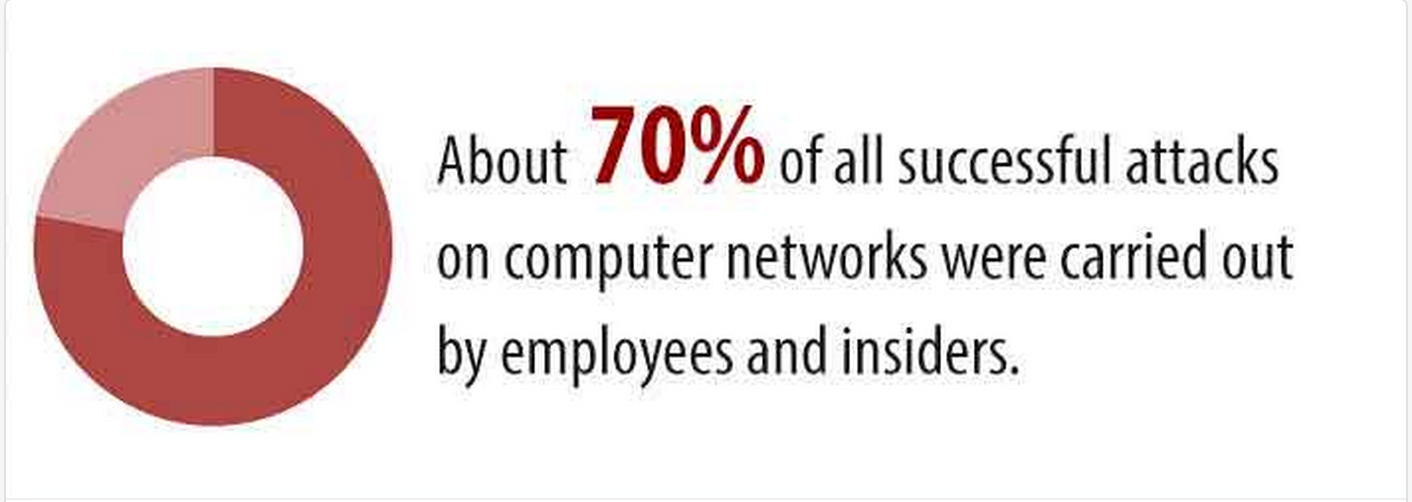 About 70% of all successful attacks
on computer networks were carried out
by employees and insiders.